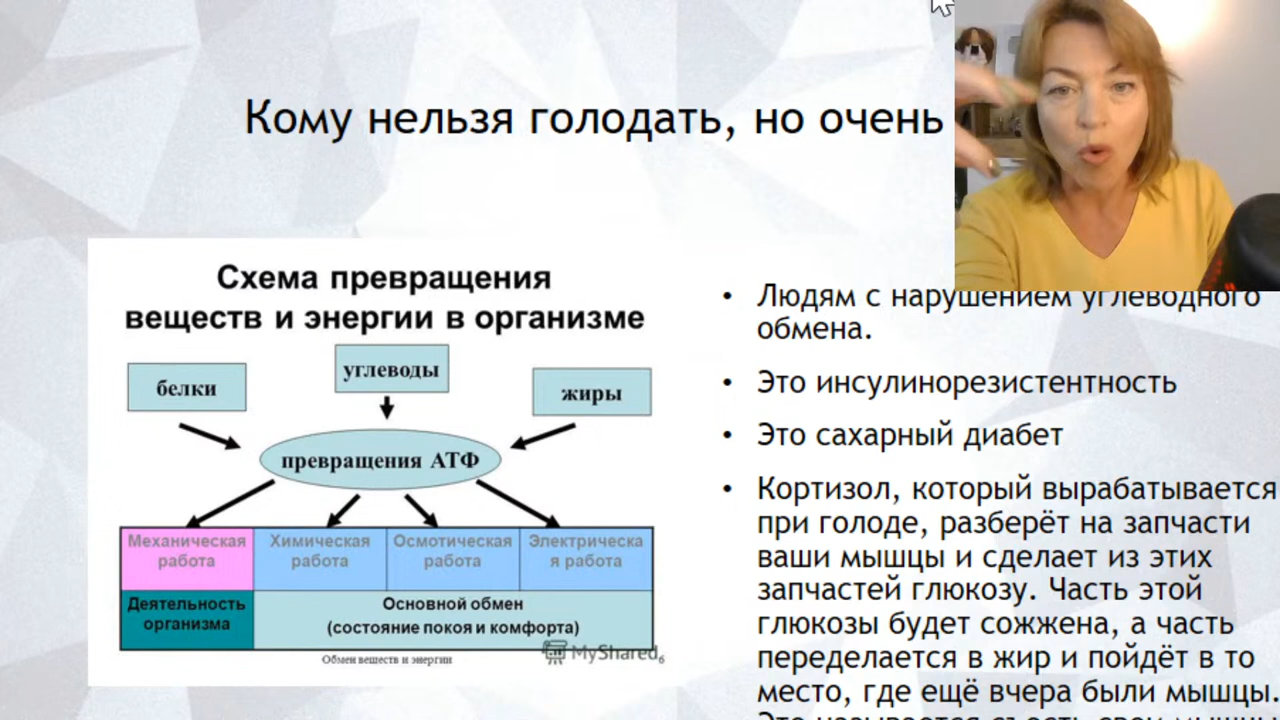 Кому нельзя голодать, но очень
Схема превращения
веществ и энергии в организме
белки
углеводы
жиры
превращения АТФ
Механическая
работа
Химическая
работа
Осмотическая
работа
Электрическа
я работа
Деятельность
организма
Основной обмен
(состояние покоя и комфорта)
Обмен веществ и энергии
MyShared
6
• Людям с нарушением углеводного
обмена.
• Это инсулинорезистентность
• Это сахарный диабет
• Кортизол, который вырабатывается
при голоде, разберёт на запчасти
ваши мышцы и сделает из этих
запчастей глюкозу. Часть этой
глюкозы будет сожжена, а часть
переделается в жир и пойдёт в то
место, где ещё вчера были мышцы.